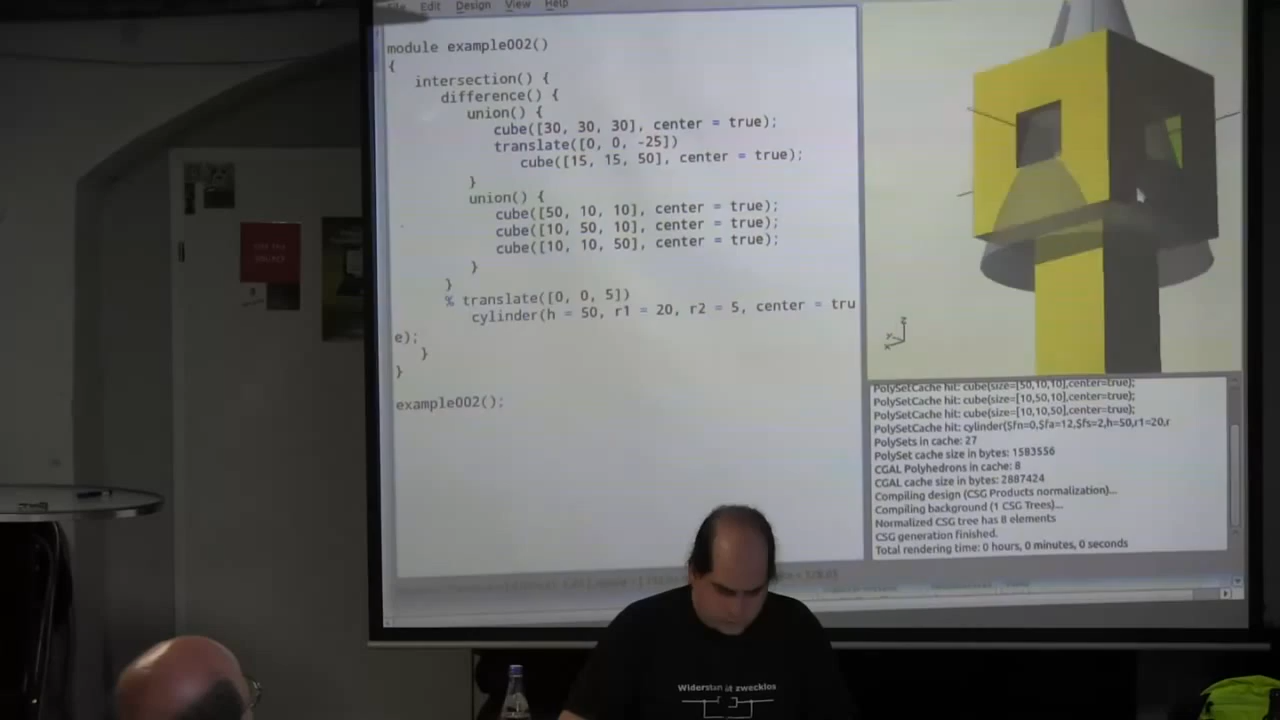 File Edit Design View Help
module example002()
{
intersection() {
difference() {
union() {
cube([30, 30, 30], center = true);
translate([0, 0, -25])
cube([15, 15, 50], center = true);
}
union() {
cube([50, 10, 10], center = true);
cube([10, 50, 10], center = true);
cube([10, 10, 50], center = true);
}
}
% translate([0, 0, 5])
cylinder(h = 50, r1 = 20, r2 = 5, center = tru
e);
}
}
example002();
z
Y
X
PolySetCache hit: cube(size=[50,10,10],center=true);
PolySetCache hit: cube(size=[10,50,10],center=true);
PolySetCache hit: cube(size=[10,10,50],center=true);
PolySetCache hit: cylinder($fn=0,$fa=12,$fs=2,h=50,r1=20,r
PolySets in cache: 27
PolySet cache size in bytes: 1583556
CGAL Polyhedrons in cache: 8
CGAL cache size in bytes: 2887424
Compiling design (CSG Products normalization)...
Compiling background (1 CSG Trees)...
Normalized CSG tree has 8 elements
CSG generation finished.
Total rendering time: 0 hours, 0 minutes, 0 seconds
Widerstan ist zwecklos